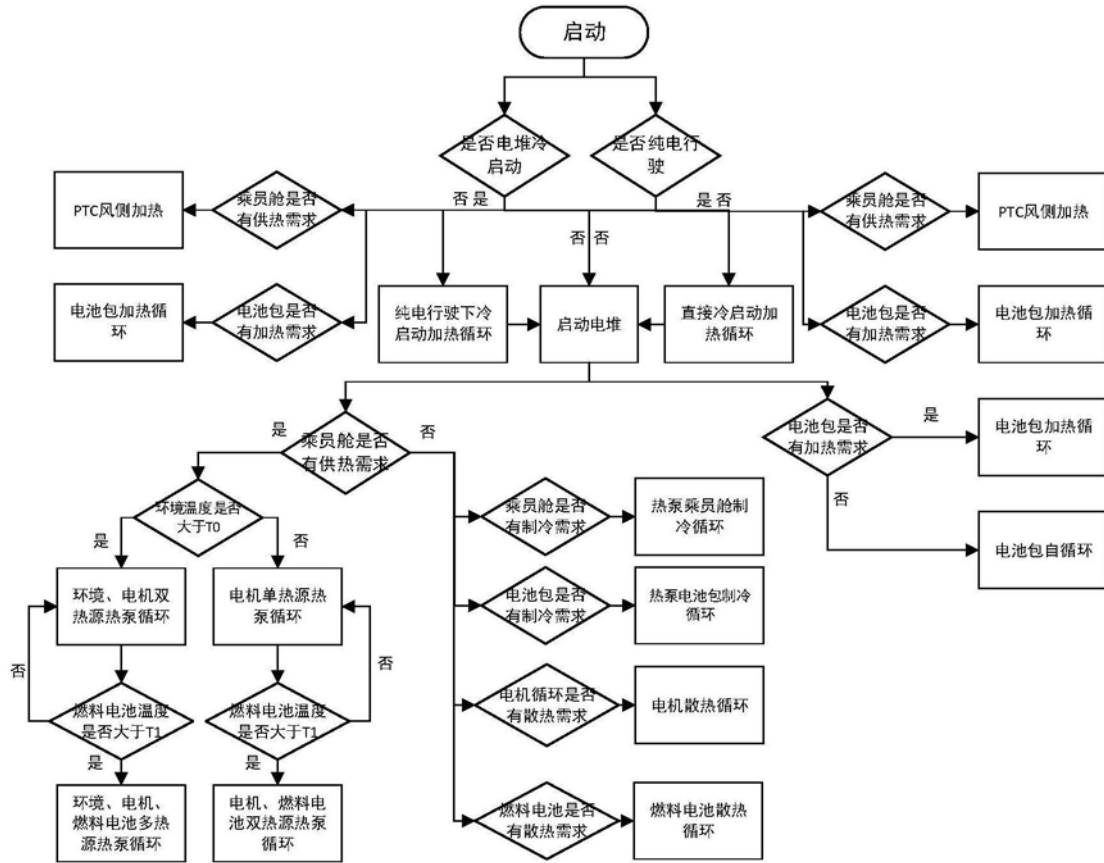 启动
是否电堆冷
启动
是否纯电行
驶
PTC风侧加热
乘员舱是否
有供热需求
否 是
是 否
乘员舱是否
有供热需求
PTC风侧加热
否 否
电池包加热循
环
电池包是否
有加热需求
纯电行驶下冷
启动加热循环
启动电堆
直接冷启动加
热循环
电池包是否
有加热需求
电池包加热循
环
是
乘员舱是否
有供热需求
否
电池包是否
有加热需求
是
电池包加热循
环
否
环境温度是否
大于T0
乘员舱是否
有制冷需求
热泵乘员舱制
冷循环
电池包自循环
是
否
环境、电机双
热源热泵循环
电机单热源热
泵循环
电池包是否
有制冷需求
热泵电池包制冷
循环
否
否
燃料电池温度
是否大于T1
燃料电池温度
是否大于T1
电机循环是否
有散热需求
电机散热循环
是
是
环境、电机、
燃料电池多热
源热泵循环
电机、燃料电
池双热源热泵
循环
燃料电池是否
有散热需求
燃料电池散热
循环